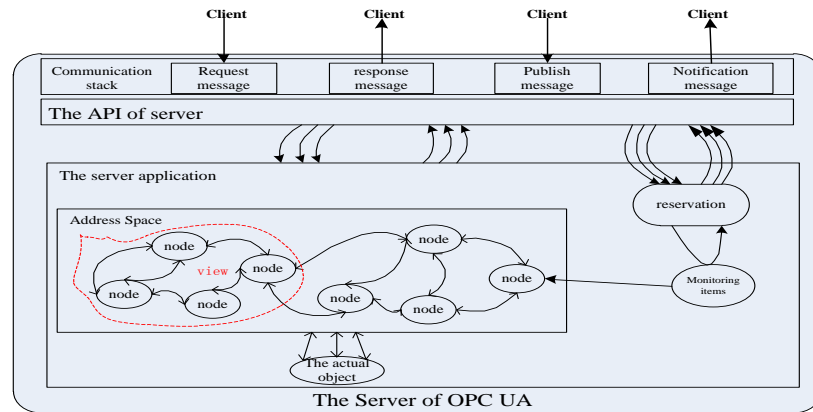 Client Client Client Client
Communication stack
Request message
response message
Publish message
Notification message
The API of server
The server application
reservation
Address Space
node
node
view
node
node
node
node
node
node
node
Monitoring items
The actual object
The Server of OPC UA